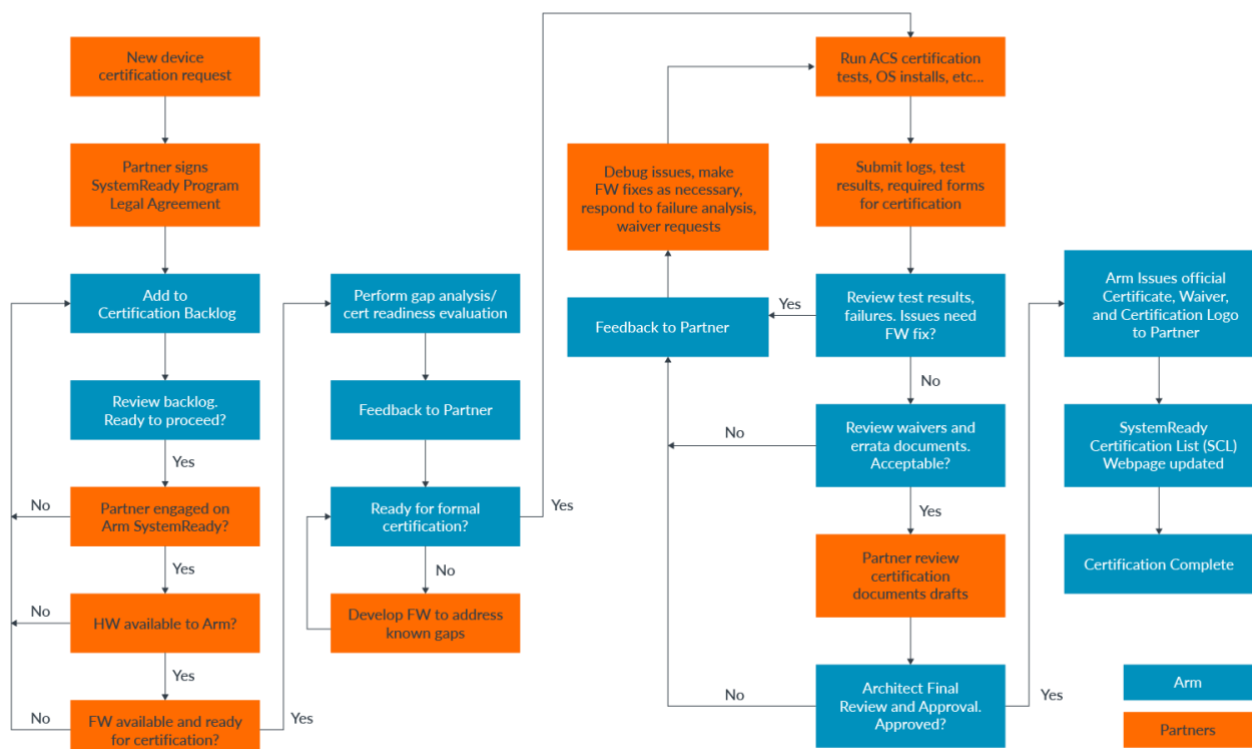 New device
certification request
Partner signs
SystemReady Program
Legal Agreement
Add to
Certification Backlog
Review backlog.
Ready to proceed?
Yes
No
Partner engaged on
Arm SystemReady?
Yes
No
HW available to Arm?
Yes
No
FW available and ready
for certification?
Yes
Perform gap analysis/
cert readiness evaluation
Feedback to Partner
Ready for formal
certification?
Yes
No
Develop FW to address
known gaps
Run ACS certification
tests, OS installs, etc...
Submit logs, test
results, required forms
for certification
Debug issues, make
FW fixes as necessary,
respond to failure analysis,
waiver requests
Feedback to Partner
Yes
Review test results,
failures. Issues need
FW fix?
No
No
Review waivers and
errata documents.
Acceptable?
Yes
Partner review
certification
documents drafts
No
Architect Final
Review and Approval.
Approved?
Yes
Arm Issues official
Certificate, Waiver,
and Certification Logo
to Partner
SystemReady
Certification List (SCL)
Webpage updated
Certification Complete
Arm
Partners